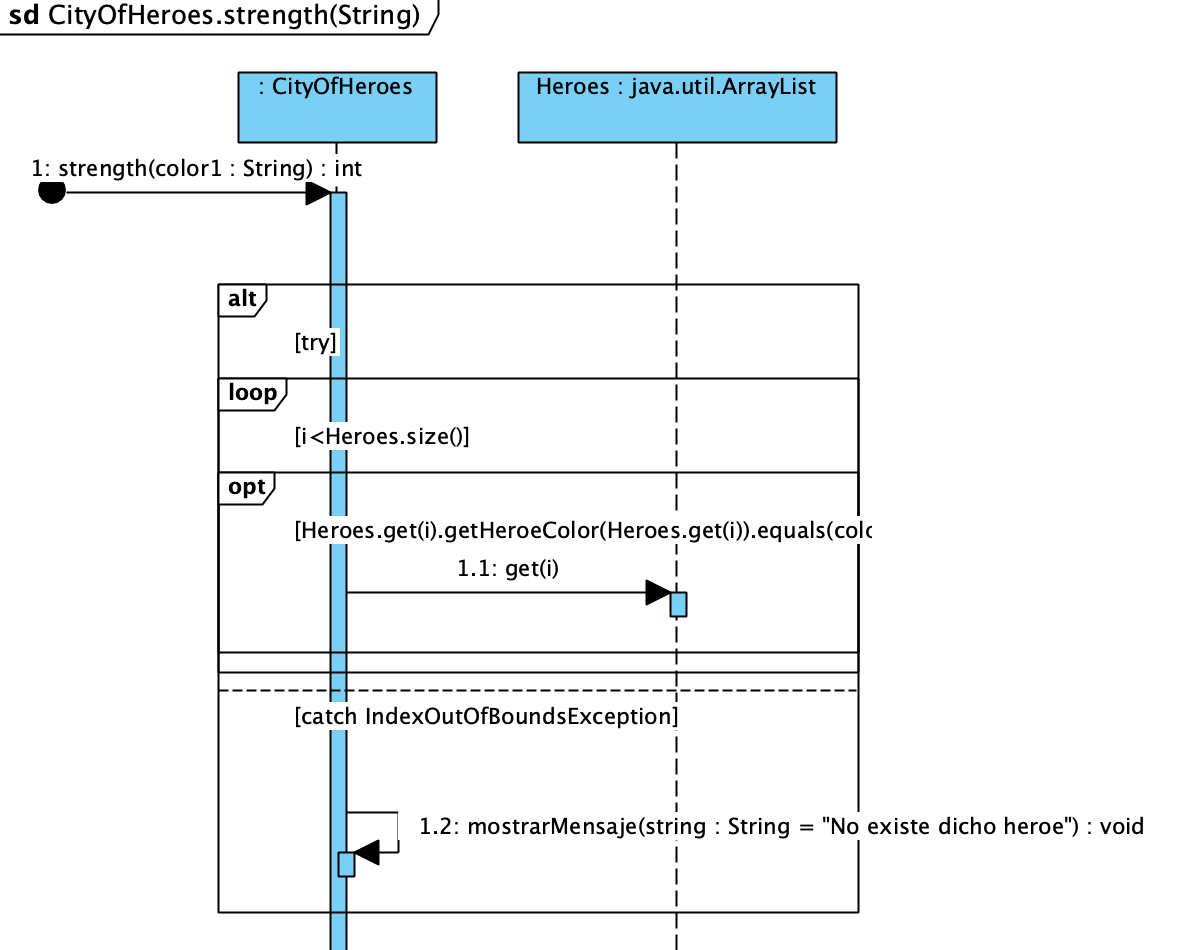 sd CityOfHeroes.strength(String)
: CityOfHeroes
Heroes : java.util.ArrayList
1: strength(color1 : String) : int
alt
[try]
loop
[i<Heroes.size()]
opt
[Heroes.get(i).getHeroeColor(Heroes.get(i)).equals(colo
1.1: get(i)
[catch IndexOutOfBoundsException]
1.2: mostrarMensaje(string : String = "No existe dicho heroe") : void